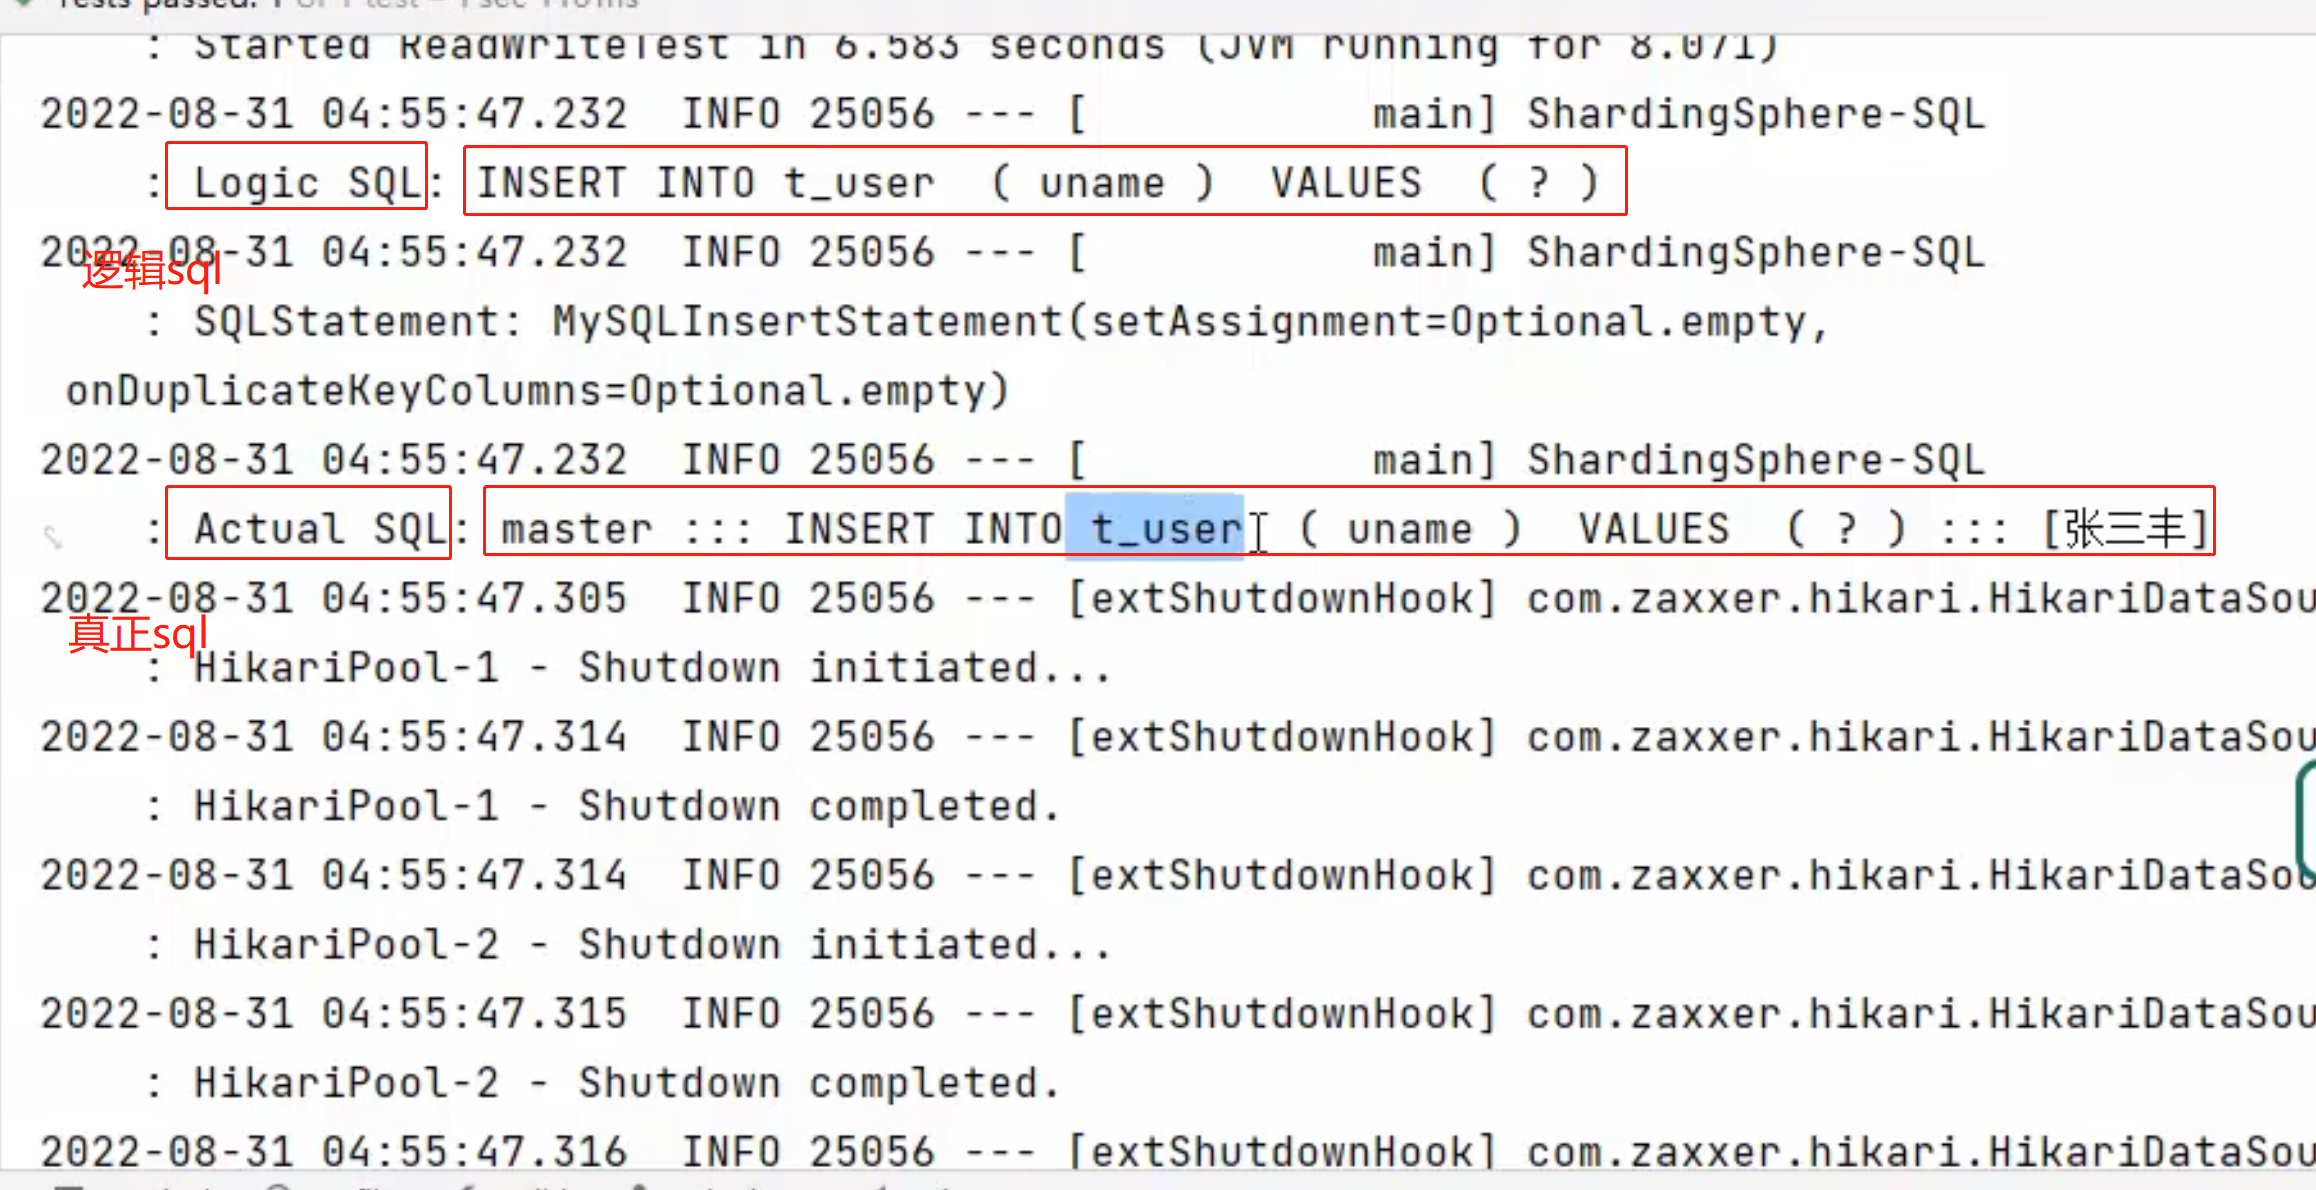 Tests passed: 1 of 1 test – 1 sec 110 ms
: Started ReadWriteTest in 6.583 seconds (JVM running for 8.071)
2022-08-31 04:55:47.232  INFO 25056 --- [           main] ShardingSphere-SQL
: Logic SQL: INSERT INTO t_user  ( uname )  VALUES  ( ? )
2022-08-31 04:55:47.232  INFO 25056 --- [           main] ShardingSphere-SQL
逻辑sql
: SQLStatement: MySQLInsertStatement(setAssignment=Optional.empty,
onDuplicateKeyColumns=Optional.empty)
2022-08-31 04:55:47.232  INFO 25056 --- [           main] ShardingSphere-SQL
: Actual SQL: master ::: INSERT INTO t_user  ( uname )  VALUES  ( ? ) ::: [张三丰]
2022-08-31 04:55:47.305  INFO 25056 --- [extShutdownHook] com.zaxxer.hikari.HikariDataSou
真正sql
: HikariPool-1 - Shutdown initiated...
2022-08-31 04:55:47.314  INFO 25056 --- [extShutdownHook] com.zaxxer.hikari.HikariDataSou
: HikariPool-1 - Shutdown completed.
2022-08-31 04:55:47.314  INFO 25056 --- [extShutdownHook] com.zaxxer.hikari.HikariDataSou
: HikariPool-2 - Shutdown initiated...
2022-08-31 04:55:47.315  INFO 25056 --- [extShutdownHook] com.zaxxer.hikari.HikariDataSou
: HikariPool-2 - Shutdown completed.
2022-08-31 04:55:47.316  INFO 25056 --- [extShutdownHook] com.zaxxer.hikari.HikariDataSou